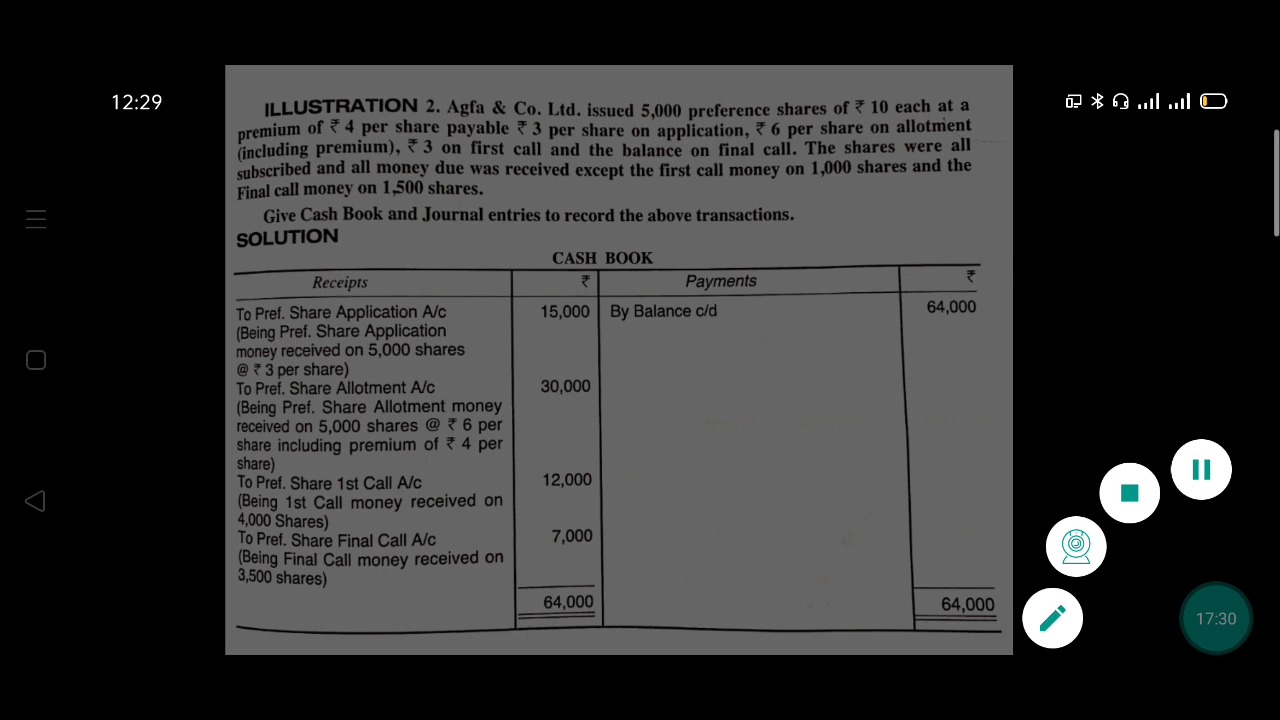 12:29
ILLUSTRATION 2. Agfa & Co. Ltd. issued 5,000 preference shares of ₹ 10 each at a
premium of ₹ 4 per share payable ₹ 3 per share on application, ₹ 6 per share on allotment
(including premium), ₹ 3 on first call and the balance on final call. The shares were all
subscribed and all money due was received except the first call money on 1,000 shares and the
Final call money on 1,500 shares.
Give Cash Book and Journal entries to record the above transactions.
SOLUTION
CASH BOOK
Receipts ₹ Payments ₹
To Pref. Share Application A/c 15,000 By Balance c/d 64,000
(Being Pref. Share Application
money received on 5,000 shares
@ ₹ 3 per share)
To Pref. Share Allotment A/c 30,000
(Being Pref. Share Allotment money
received on 5,000 shares @ ₹ 6 per
share including premium of ₹ 4 per
share)
To Pref. Share 1st Call A/c 12,000
(Being 1st Call money received on
4,000 Shares)
To Pref. Share Final Call A/c 7,000
(Being Final Call money received on
3,500 shares)
64,000 64,000
17:30